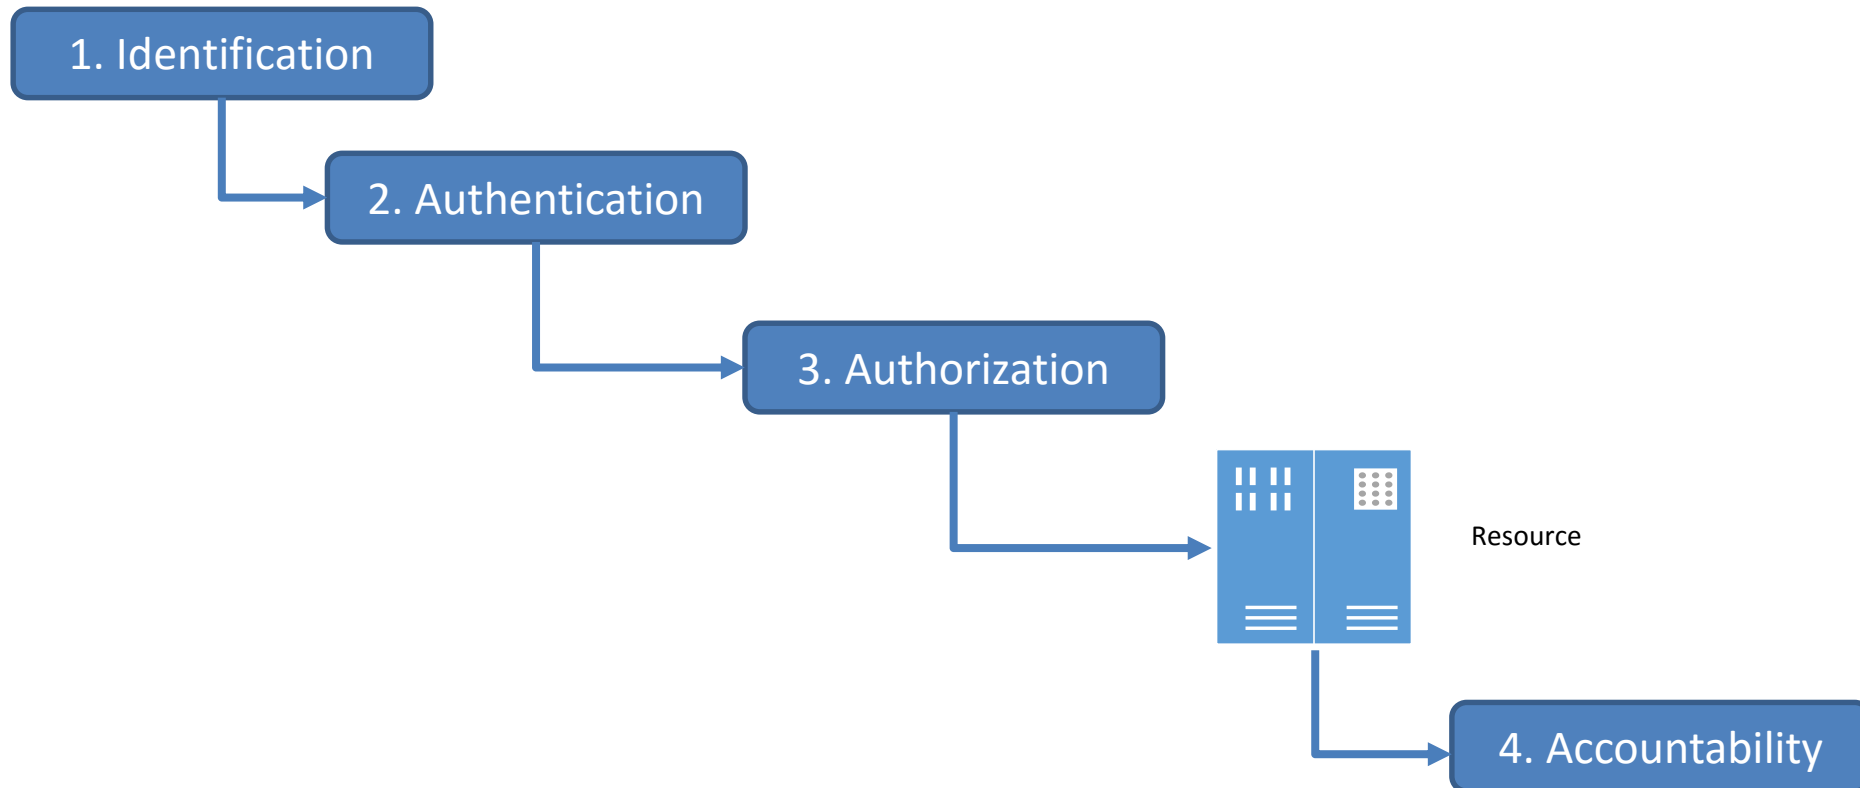 1. Identification
2. Authentication
3. Authorization
Resource
4. Accountability